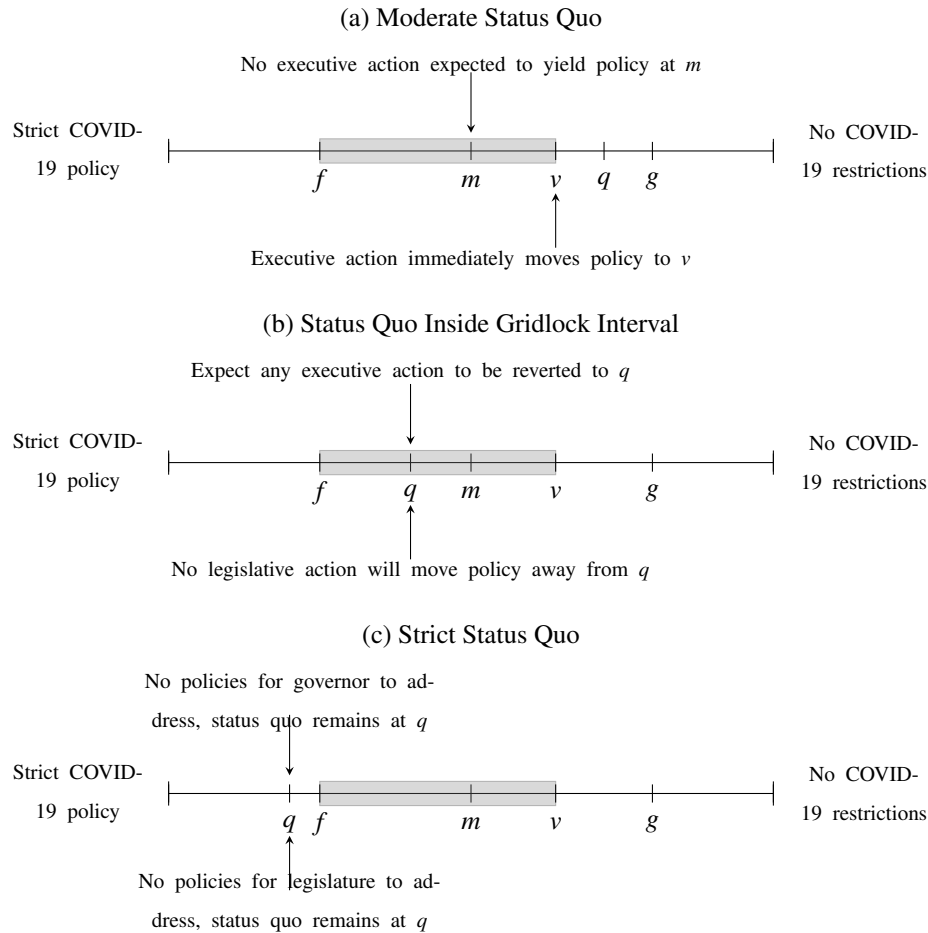 (a) Moderate Status Quo
No executive action expected to yield policy at m
Strict COVID-
19 policy
No COVID-
19 restrictions
f m v q g
Executive action immediately moves policy to v
(b) Status Quo Inside Gridlock Interval
Expect any executive action to be reverted to q
Strict COVID-
19 policy
No COVID-
19 restrictions
f q m v g
No legislative action will move policy away from q
(c) Strict Status Quo
No policies for governor to ad-
dress, status quo remains at q
Strict COVID-
19 policy
No COVID-
19 restrictions
q f m v g
No policies for legislature to ad-
dress, status quo remains at q